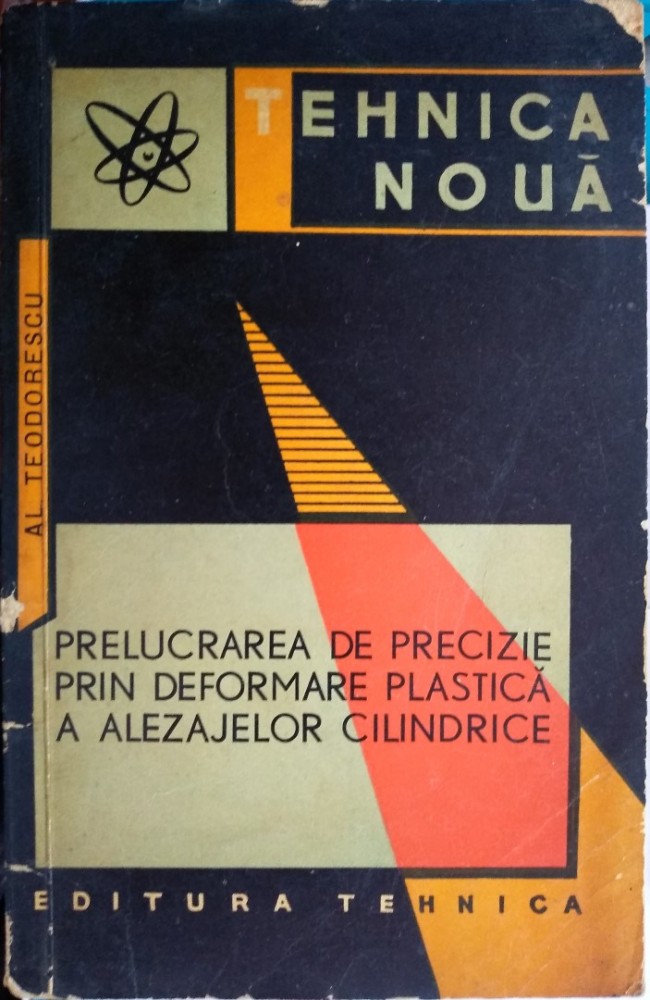 TEHNICA
NOUĂ
AL. TEODORESCU
PRELUCRAREA DE PRECIZIE
PRIN DEFORMARE PLASTICĂ
A ALEZAJELOR CILINDRICE
EDITURA TEHNICA